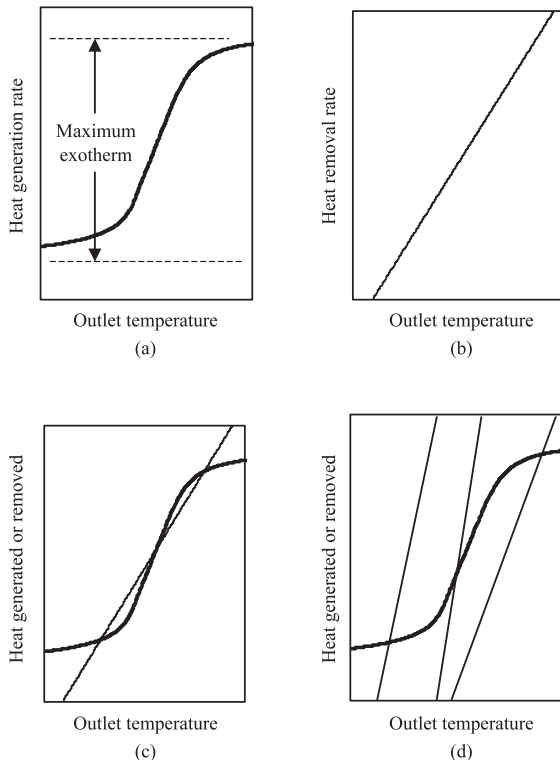 Heat generation rate
Maximum
exotherm
Outlet temperature
(a)
Heat removal rate
Outlet temperature
(b)
Heat generated or removed
Outlet temperature
(c)
Heat generated or removed
Outlet temperature
(d)